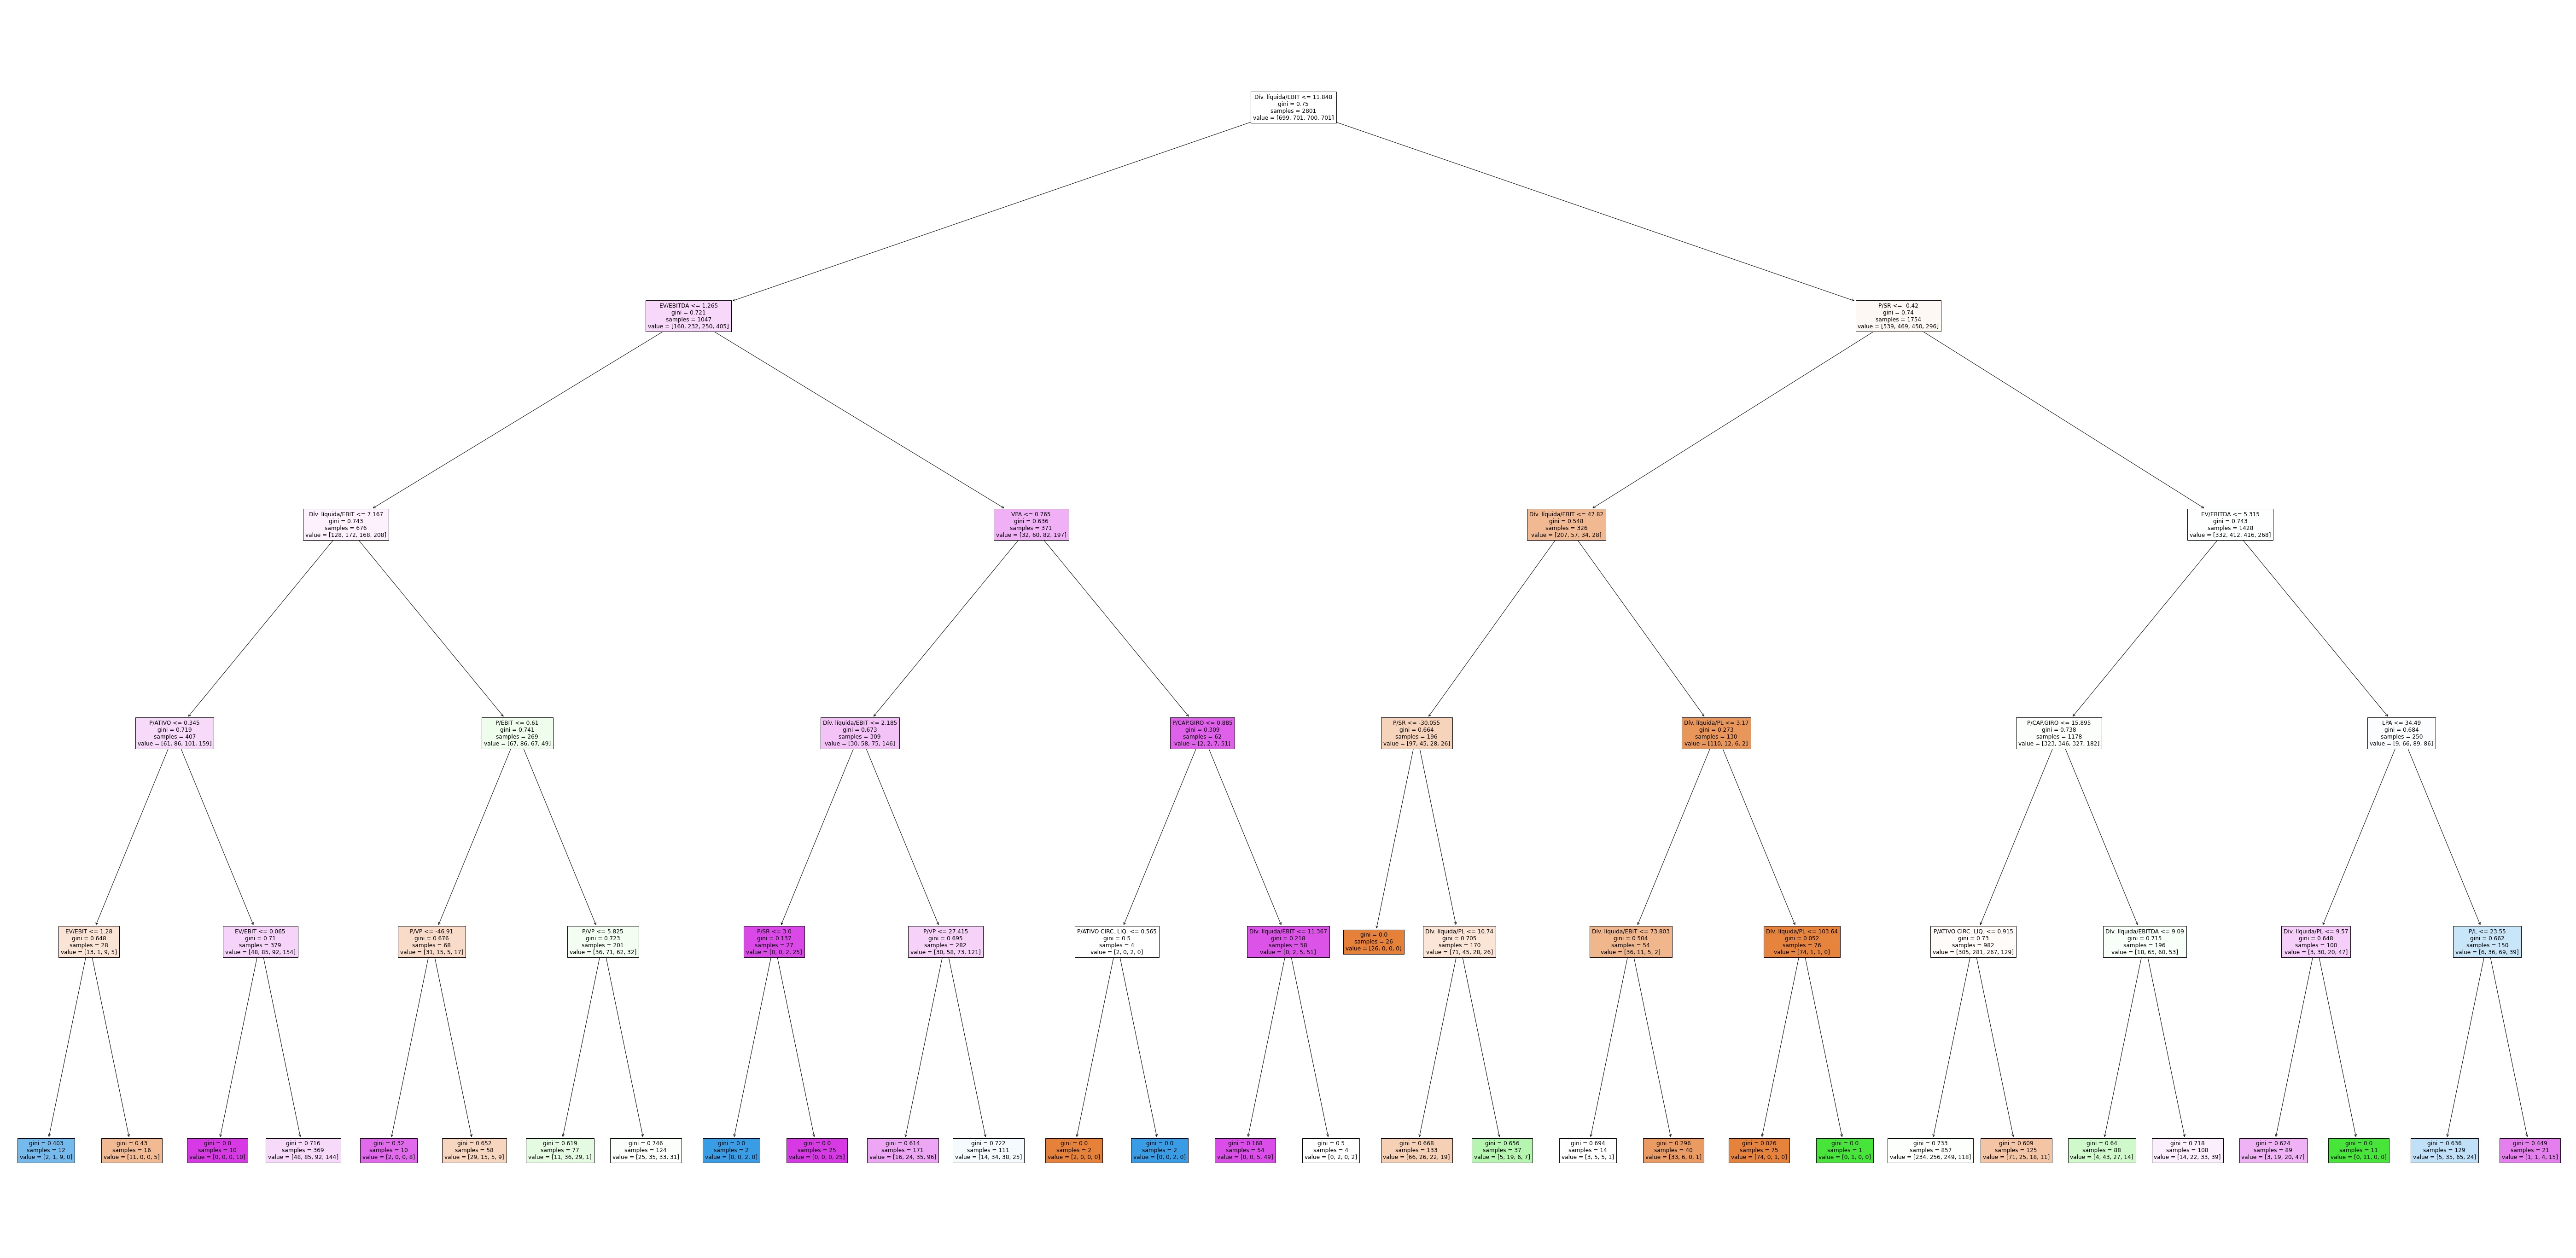 Dív. líquida/EBIT <= 11.848
gini = 0.75
samples = 2801
value = [699, 701, 700, 701]
EV/EBITDA <= 1.265
gini = 0.721
samples = 1047
value = [160, 232, 250, 405]
P/SR <= -0.42
gini = 0.74
samples = 1754
value = [539, 469, 450, 296]
Dív. líquida/EBIT <= 7.167
gini = 0.743
samples = 676
value = [128, 172, 168, 208]
VPA <= 0.765
gini = 0.636
samples = 371
value = [32, 60, 82, 197]
Dív. líquida/EBIT <= 47.82
gini = 0.548
samples = 326
value = [207, 57, 34, 28]
EV/EBITDA <= 5.315
gini = 0.743
samples = 1428
value = [332, 412, 416, 268]
P/ATIVO <= 0.345
gini = 0.719
samples = 407
value = [61, 86, 101, 159]
P/EBIT <= 0.61
gini = 0.741
samples = 269
value = [67, 86, 67, 49]
Dív. líquida/EBIT <= 2.185
gini = 0.673
samples = 309
value = [30, 58, 75, 146]
P/CAP.GIRO <= 0.885
gini = 0.309
samples = 62
value = [2, 2, 7, 51]
P/SR <= -30.055
gini = 0.664
samples = 196
value = [97, 45, 28, 26]
Dív. líquida/PL <= 3.17
gini = 0.273
samples = 130
value = [110, 12, 6, 2]
P/CAP.GIRO <= 15.895
gini = 0.738
samples = 1178
value = [323, 346, 327, 182]
LPA <= 34.49
gini = 0.684
samples = 250
value = [9, 66, 89, 86]
EV/EBIT <= 1.28
gini = 0.648
samples = 28
value = [13, 1, 9, 5]
EV/EBIT <= 0.065
gini = 0.71
samples = 379
value = [48, 85, 92, 154]
P/VP <= -46.91
gini = 0.676
samples = 68
value = [31, 15, 5, 17]
P/VP <= 5.825
gini = 0.723
samples = 201
value = [36, 71, 62, 32]
P/SR <= 3.0
gini = 0.137
samples = 27
value = [0, 0, 2, 25]
P/VP <= 27.415
gini = 0.695
samples = 282
value = [30, 58, 73, 121]
P/ATIVO CIRC. LIQ. <= 0.565
gini = 0.5
samples = 4
value = [2, 0, 2, 0]
Dív. líquida/EBIT <= 11.367
gini = 0.218
samples = 58
value = [0, 2, 5, 51]
gini = 0.0
samples = 26
value = [26, 0, 0, 0]
Dív. líquida/PL <= 10.74
gini = 0.705
samples = 170
value = [71, 45, 28, 26]
Dív. líquida/EBIT <= 73.803
gini = 0.504
samples = 54
value = [36, 11, 5, 2]
Dív. líquida/PL <= 103.64
gini = 0.052
samples = 76
value = [74, 1, 1, 0]
P/ATIVO CIRC. LIQ. <= 0.915
gini = 0.73
samples = 982
value = [305, 281, 267, 129]
Dív. líquida/EBITDA <= 9.09
gini = 0.715
samples = 196
value = [18, 65, 60, 53]
Dív. líquida/PL <= 9.57
gini = 0.648
samples = 100
value = [3, 30, 20, 47]
P/L <= 23.55
gini = 0.662
samples = 150
value = [6, 36, 69, 39]
gini = 0.403
samples = 12
value = [2, 1, 9, 0]
gini = 0.43
samples = 16
value = [11, 0, 0, 5]
gini = 0.0
samples = 10
value = [0, 0, 0, 10]
gini = 0.716
samples = 369
value = [48, 85, 92, 144]
gini = 0.32
samples = 10
value = [2, 0, 0, 8]
gini = 0.652
samples = 58
value = [29, 15, 5, 9]
gini = 0.619
samples = 77
value = [11, 36, 29, 1]
gini = 0.746
samples = 124
value = [25, 35, 33, 31]
gini = 0.0
samples = 2
value = [0, 0, 2, 0]
gini = 0.0
samples = 25
value = [0, 0, 0, 25]
gini = 0.614
samples = 171
value = [16, 24, 35, 96]
gini = 0.722
samples = 111
value = [14, 34, 38, 25]
gini = 0.0
samples = 2
value = [2, 0, 0, 0]
gini = 0.0
samples = 2
value = [0, 0, 2, 0]
gini = 0.168
samples = 54
value = [0, 0, 5, 49]
gini = 0.5
samples = 4
value = [0, 2, 0, 2]
gini = 0.668
samples = 133
value = [66, 26, 22, 19]
gini = 0.656
samples = 37
value = [5, 19, 6, 7]
gini = 0.694
samples = 14
value = [3, 5, 5, 1]
gini = 0.296
samples = 40
value = [33, 6, 0, 1]
gini = 0.026
samples = 75
value = [74, 0, 1, 0]
gini = 0.0
samples = 1
value = [0, 1, 0, 0]
gini = 0.733
samples = 857
value = [234, 256, 249, 118]
gini = 0.609
samples = 125
value = [71, 25, 18, 11]
gini = 0.64
samples = 88
value = [4, 43, 27, 14]
gini = 0.718
samples = 108
value = [14, 22, 33, 39]
gini = 0.624
samples = 89
value = [3, 19, 20, 47]
gini = 0.0
samples = 11
value = [0, 11, 0, 0]
gini = 0.636
samples = 129
value = [5, 35, 65, 24]
gini = 0.449
samples = 21
value = [1, 1, 4, 15]